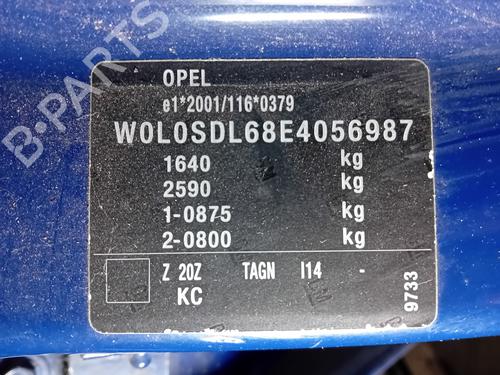 OPEL
e1*2001/116*0379
W0L0SDL68E4056987
1640 kg
2590 kg
1-0875 kg
2-0800 kg
Z 20Z TAGN I14 -
KC
9733
B-PARTS